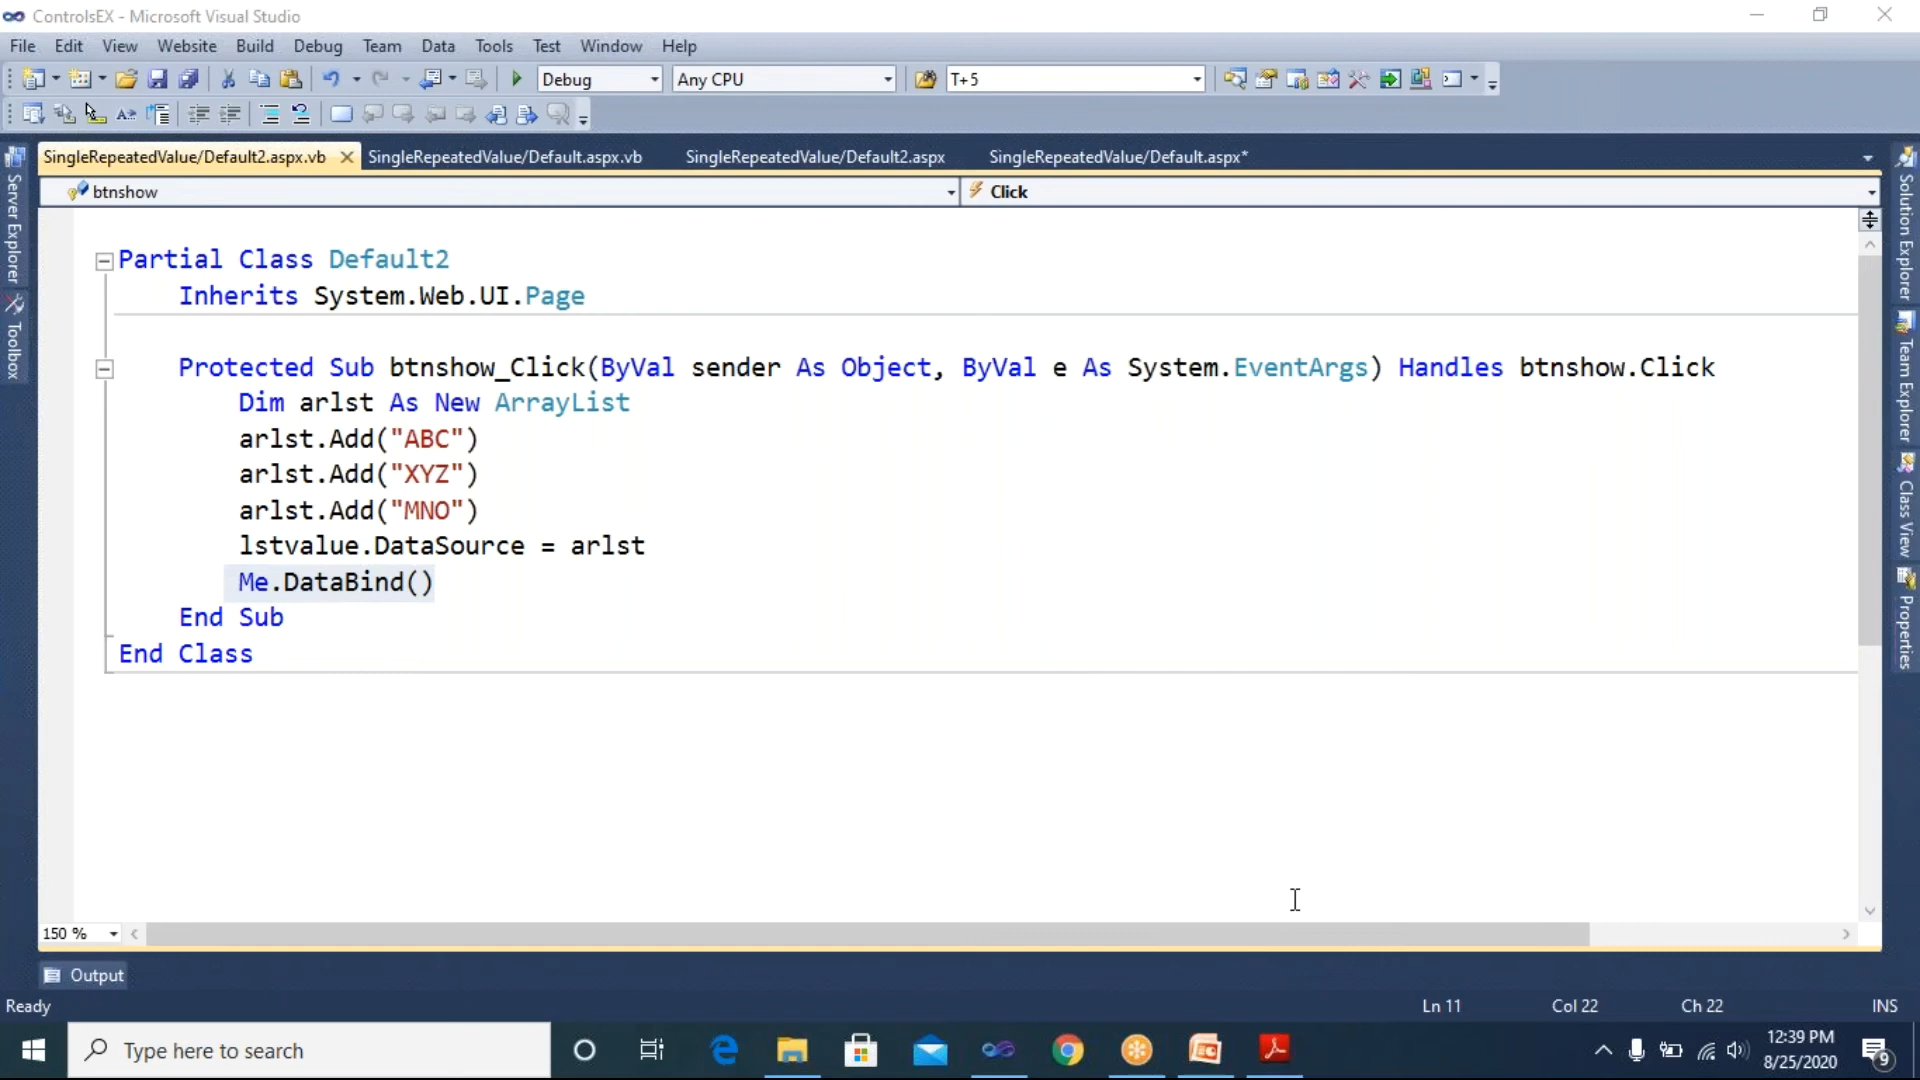 ControlsEX - Microsoft Visual Studio
File Edit View Website Build Debug Team Data Tools Test Window Help
Debug Any CPU T+5
SingleRepeatedValue/Default2.aspx.vb SingleRepeatedValue/Default.aspx.vb SingleRepeatedValue/Default2.aspx SingleRepeatedValue/Default.aspx*
btnshow Click
Server Explorer
Toolbox
Partial Class Default2
Inherits System.Web.UI.Page
Protected Sub btnshow_Click(ByVal sender As Object, ByVal e As System.EventArgs) Handles btnshow.Click
Dim arlst As New ArrayList
arlst.Add("ABC")
arlst.Add("XYZ")
arlst.Add("MNO")
lstvalue.DataSource = arlst
Me.DataBind()
End Sub
End Class
Solution Explorer
Team Explorer
Class View
Properties
150 %
Output
Ready Ln 11 Col 22 Ch 22 INS
Type here to search
12:39 PM
8/25/2020
9